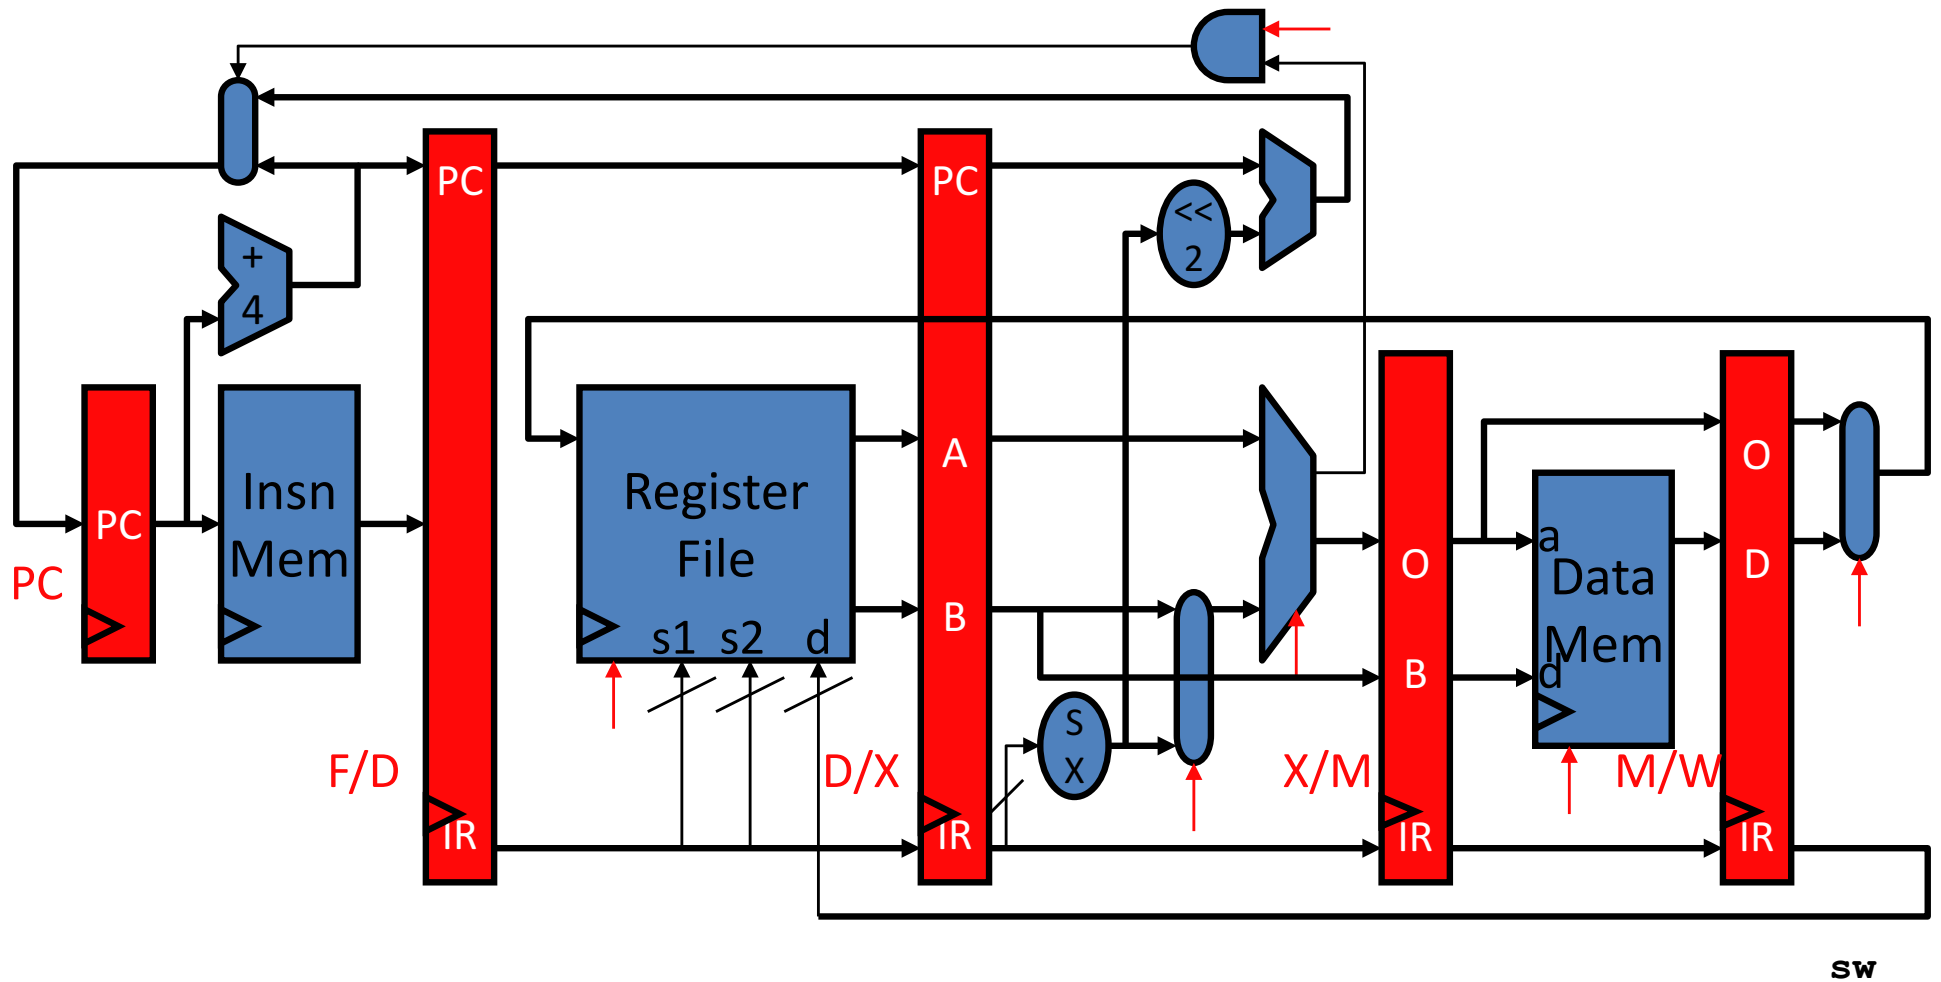 PC
PC
<<
2
+
4
A
O
O
Insn
Mem
Register
File
PC
PC
a
Data
Mem
d
O
D
B
s1
s2
d
B
S
X
F/D
D/X
X/M
M/W
IR
IR
IR
IR
sw